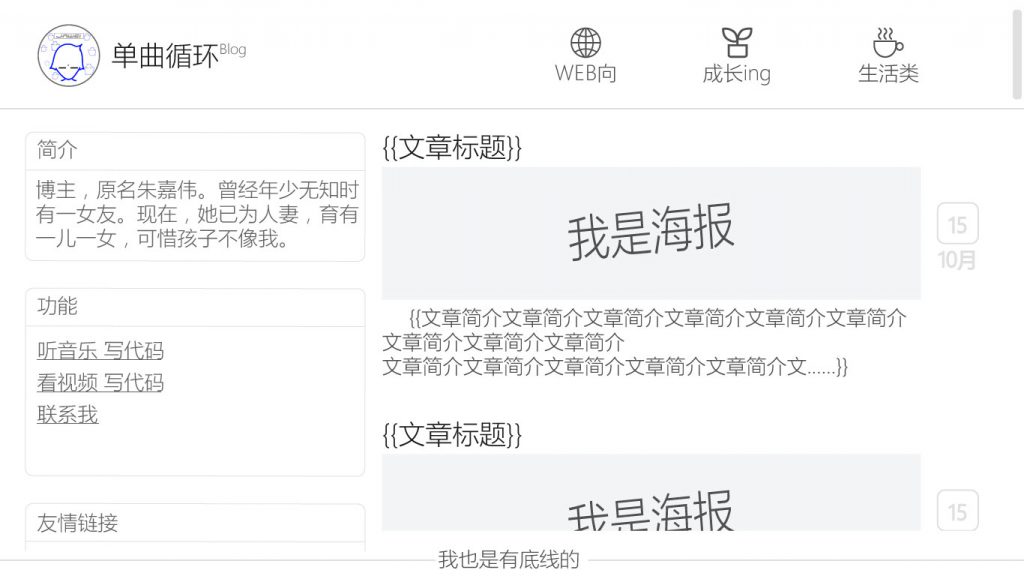 单曲循环Blog
WEB向
成长ing
生活类
简介
博主，原名朱嘉伟。曾经年少无知时
有一女友。现在，她已为人妻，育有
一儿一女，可惜孩子不像我。
功能
听音乐 写代码
看视频 写代码
联系我
友情链接
{{文章标题}}
我是海报
15
10月
{{文章简介文章简介文章简介文章简介文章简介文章简介
文章简介文章简介文章简介
文章简介文章简介文章简介文章简介文章简介文......}}
{{文章标题}}
我是海报
15
我也是有底线的